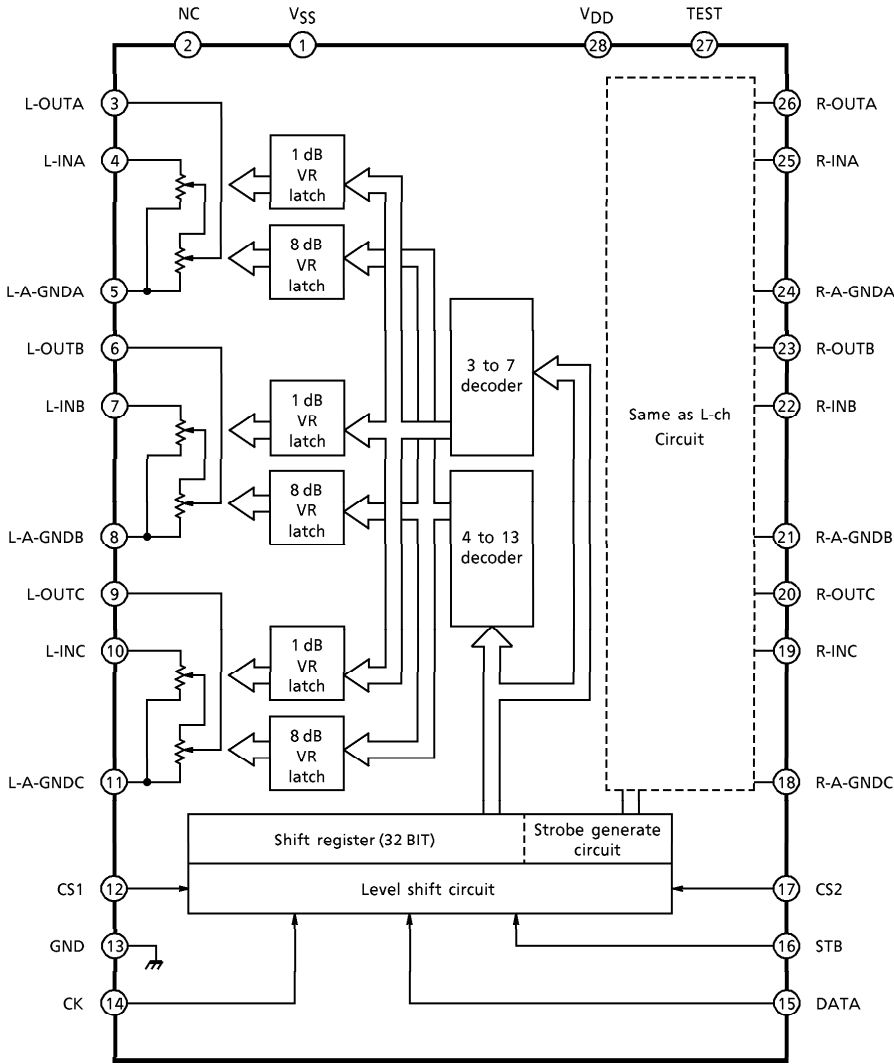 NC
VSS
VDD
TEST
2
1
28
27
L-OUTA
3
26
R-OUTA
L-INA
4
1 dB
VR
latch
25
R-INA
8 dB
VR
latch
L-A-GNDA
5
24
R-A-GNDA
L-OUTB
6
23
R-OUTB
3 to 7
decoder
L-INB
7
1 dB
VR
latch
Same as L-ch
Circuit
22
R-INB
8 dB
VR
latch
4 to 13
decoder
L-A-GNDB
8
21
R-A-GNDB
L-OUTC
9
20
R-OUTC
L-INC
10
1 dB
VR
latch
19
R-INC
8 dB
VR
latch
L-A-GNDC
11
18
R-A-GNDC
Shift register (32 BIT)
Strobe generate
circuit
CS1
12
Level shift circuit
17
CS2
GND
13
16
STB
CK
14
15
DATA